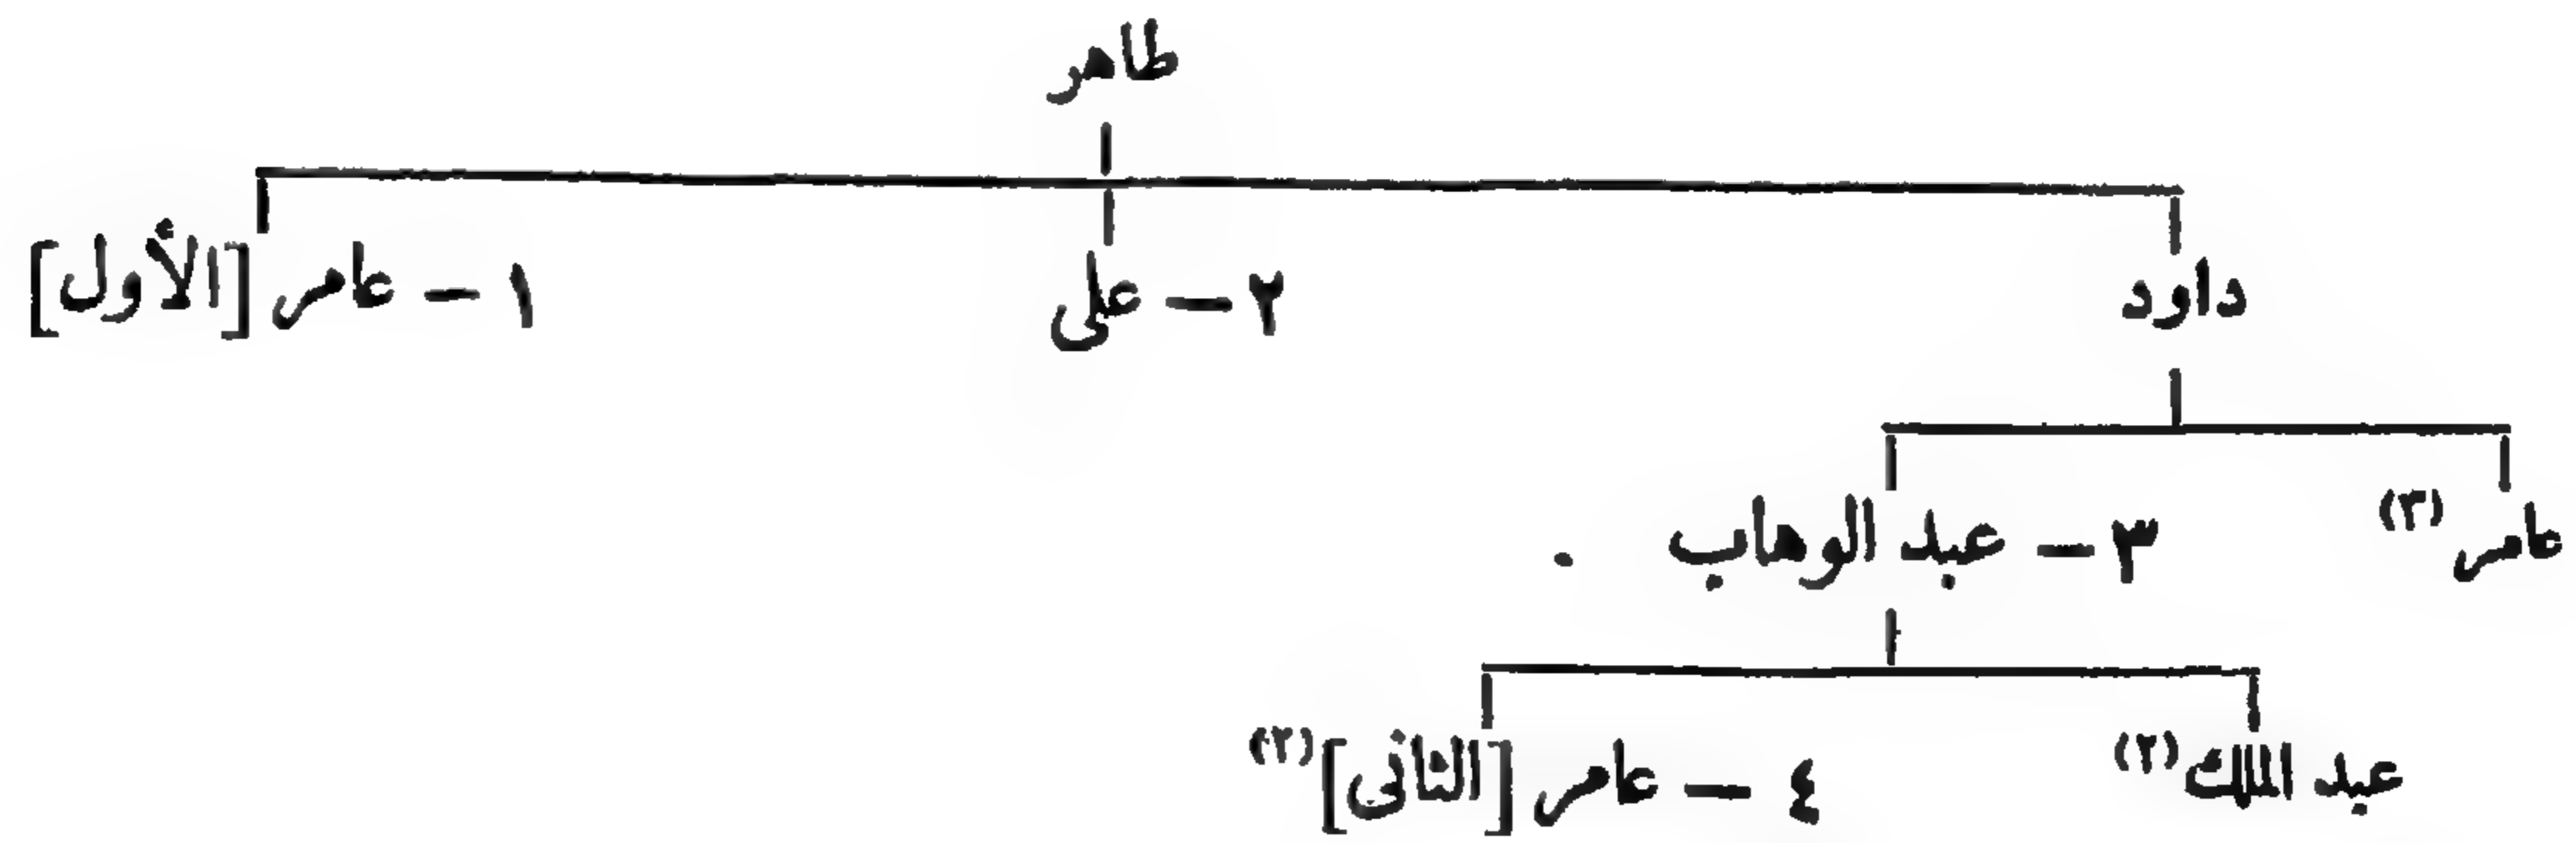 طاهر
داود
٢ – على
١ – عامر [الأول]
عامر (٣)
٣ – عبد الوهاب .
عبد الملك (٢)
٤ – عامر [الثانى] (٢)